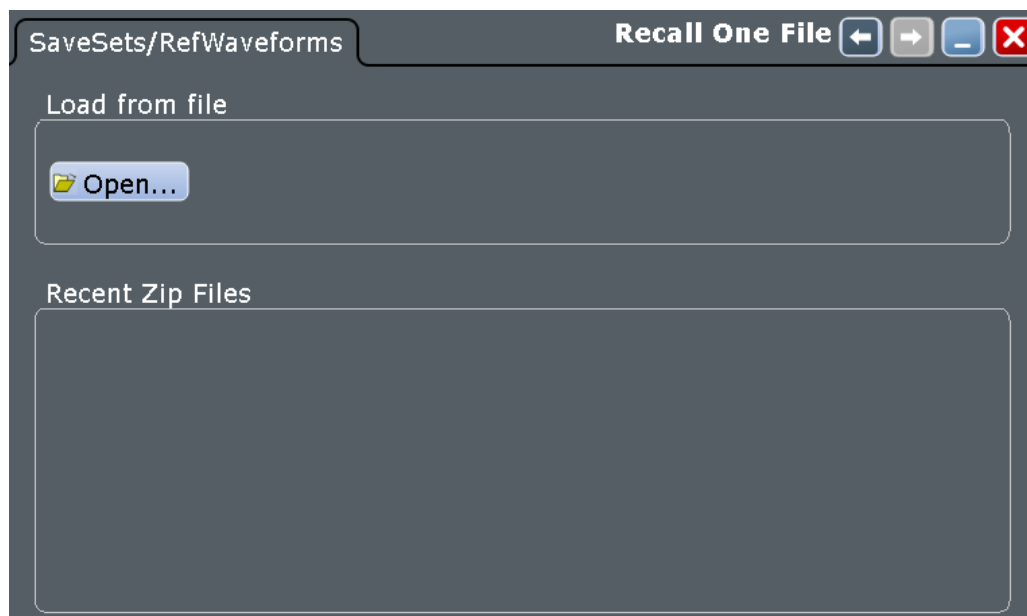 SaveSets/RefWaveforms
Recall One File
Load from file
Open...
Recent Zip Files